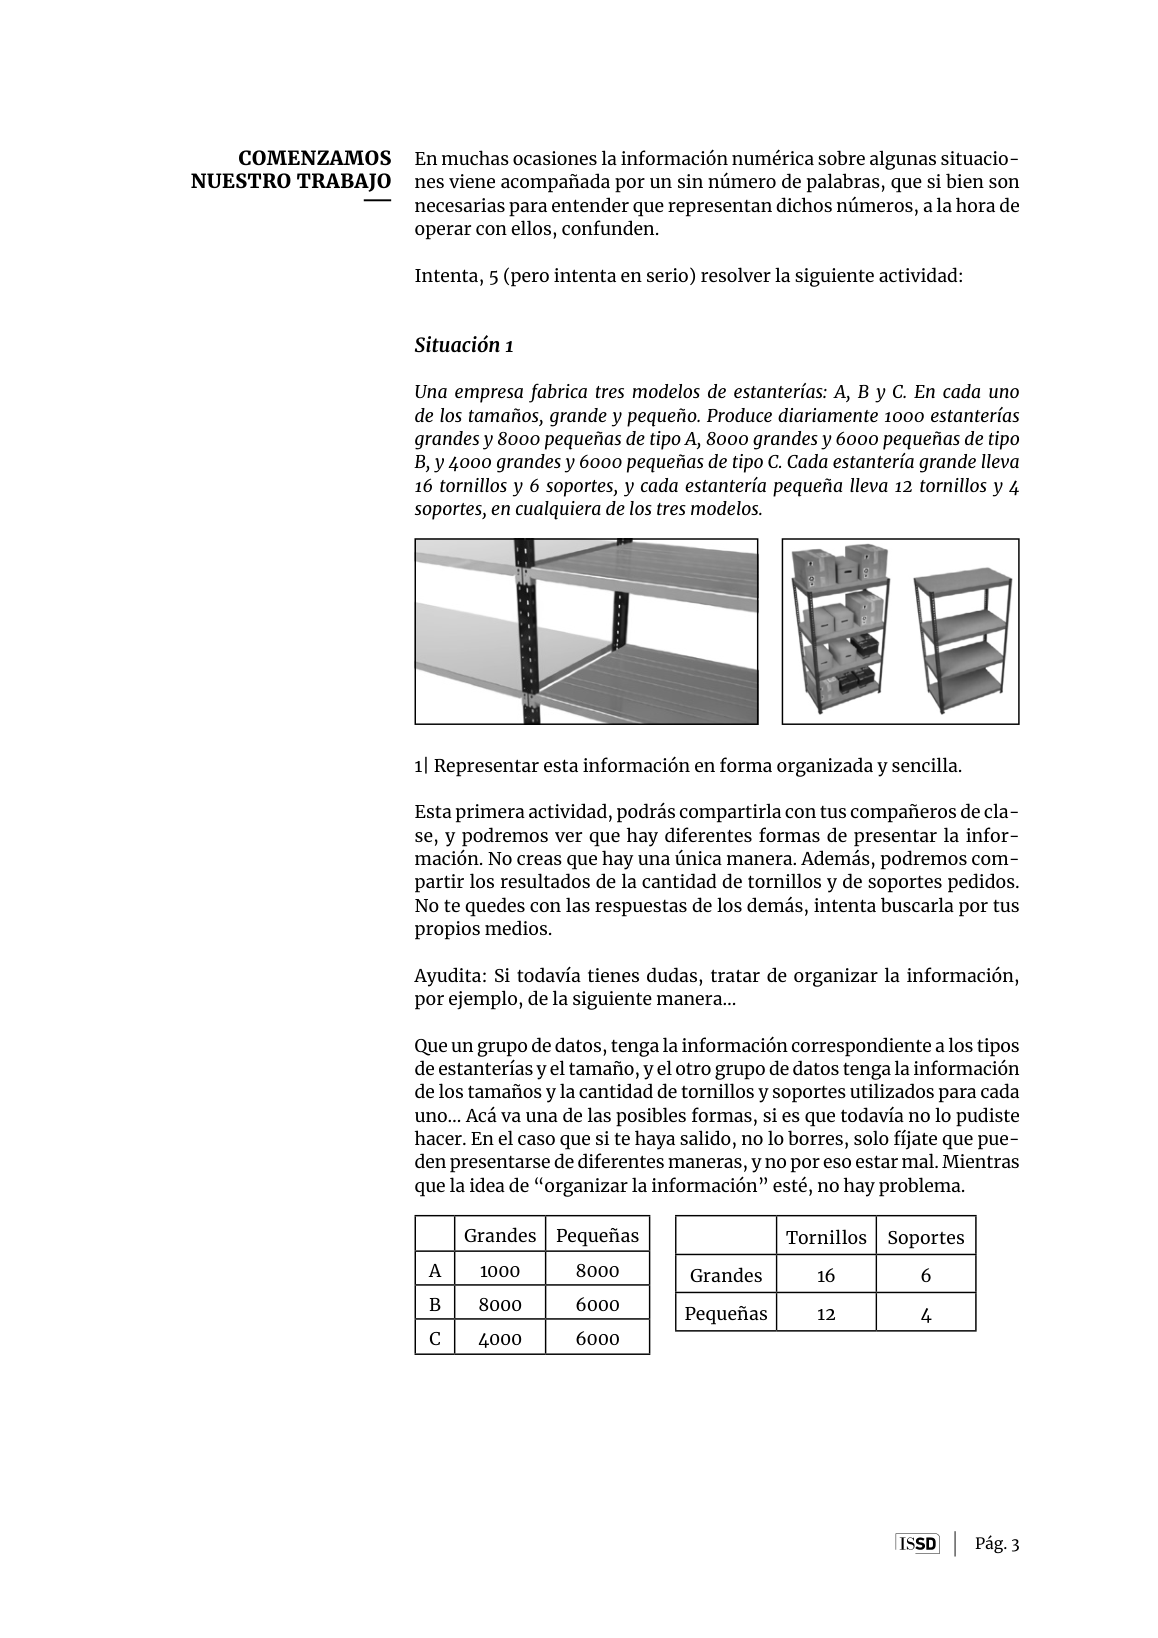 COMENZAMOS
NUESTRO TRABAJO
En muchas ocasiones la información numérica sobre algunas situacio-
nes viene acompañada por un sin número de palabras, que si bien son
necesarias para entender que representan dichos números, a la hora de
operar con ellos, confunden.
Intenta, 5 (pero intenta en serio) resolver la siguiente actividad:
Situación 1
Una empresa fabrica tres modelos de estanterías: A, B y C. En cada uno
de los tamaños, grande y pequeño. Produce diariamente 1000 estanterías
grandes y 8000 pequeñas de tipo A, 8000 grandes y 6000 pequeñas de tipo
B, y 4000 grandes y 6000 pequeñas de tipo C. Cada estantería grande lleva
16 tornillos y 6 soportes, y cada estantería pequeña lleva 12 tornillos y 4
soportes, en cualquiera de los tres modelos.
1| Representar esta información en forma organizada y sencilla.
Esta primera actividad, podrás compartirla con tus compañeros de cla-
se, y podremos ver que hay diferentes formas de presentar la infor-
mación. No creas que hay una única manera. Además, podremos com-
partir los resultados de la cantidad de tornillos y de soportes pedidos.
No te quedes con las respuestas de los demás, intenta buscarla por tus
propios medios.
Ayudita: Si todavía tienes dudas, tratar de organizar la información,
por ejemplo, de la siguiente manera...
Que un grupo de datos, tenga la información correspondiente a los tipos
de estanterías y el tamaño, y el otro grupo de datos tenga la información
de los tamaños y la cantidad de tornillos y soportes utilizados para cada
uno... Acá va una de las posibles formas, si es que todavía no lo pudiste
hacer. En el caso que si te haya salido, no lo borres, solo fíjate que pue-
den presentarse de diferentes maneras, y no por eso estar mal. Mientras
que la idea de “organizar la información” esté, no hay problema.
Grandes Pequeñas
A 1000 8000
B 8000 6000
C 4000 6000
Tornillos Soportes
Grandes 16 6
Pequeñas 12 4
ISSD | Pág. 3